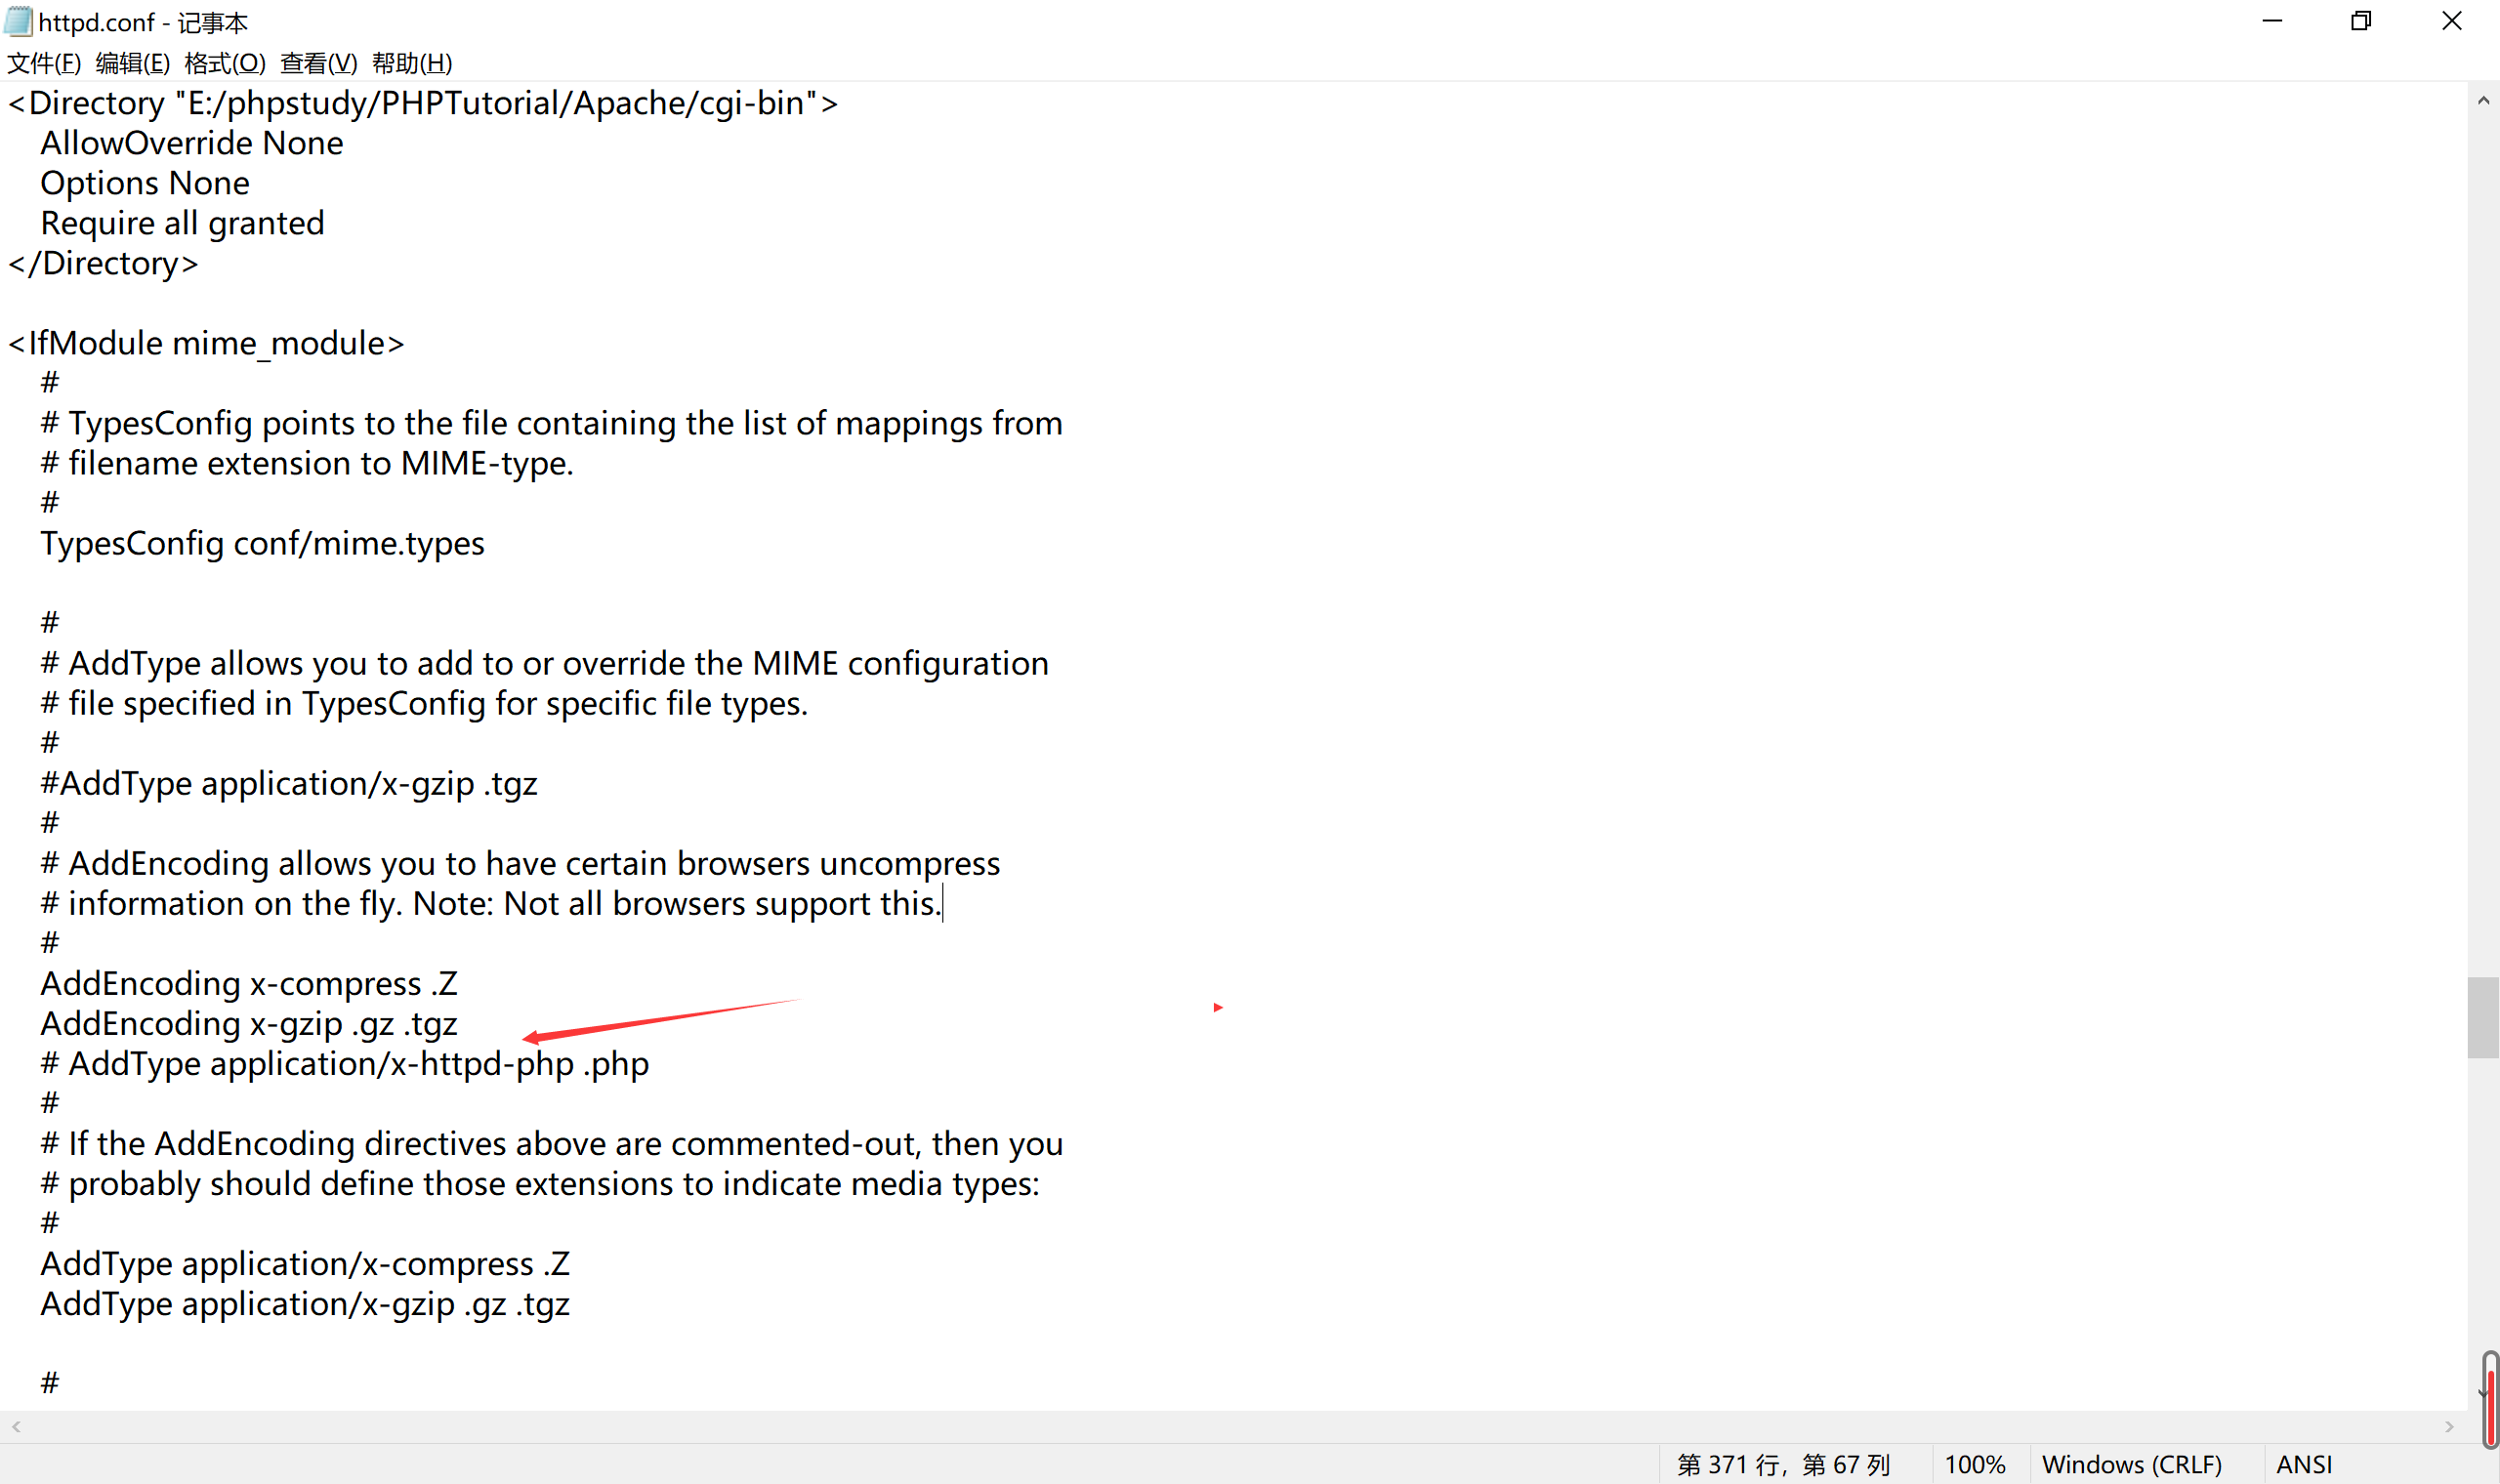 httpd.conf - 记事本
文件(F) 编辑(E) 格式(O) 查看(V) 帮助(H)
<Directory "E:/phpstudy/PHPTutorial/Apache/cgi-bin">
    AllowOverride None
    Options None
    Require all granted
</Directory>

<IfModule mime_module>
    #
    # TypesConfig points to the file containing the list of mappings from
    # filename extension to MIME-type.
    #
    TypesConfig conf/mime.types

    #
    # AddType allows you to add to or override the MIME configuration
    # file specified in TypesConfig for specific file types.
    #
    #AddType application/x-gzip .tgz
    #
    # AddEncoding allows you to have certain browsers uncompress
    # information on the fly. Note: Not all browsers support this.
    #
    AddEncoding x-compress .Z
    AddEncoding x-gzip .gz .tgz
    # AddType application/x-httpd-php .php
    #
    # If the AddEncoding directives above are commented-out, then you
    # probably should define those extensions to indicate media types:
    #
    AddType application/x-compress .Z
    AddType application/x-gzip .gz .tgz

    #
第 371 行，第 67 列 100% Windows (CRLF) ANSI